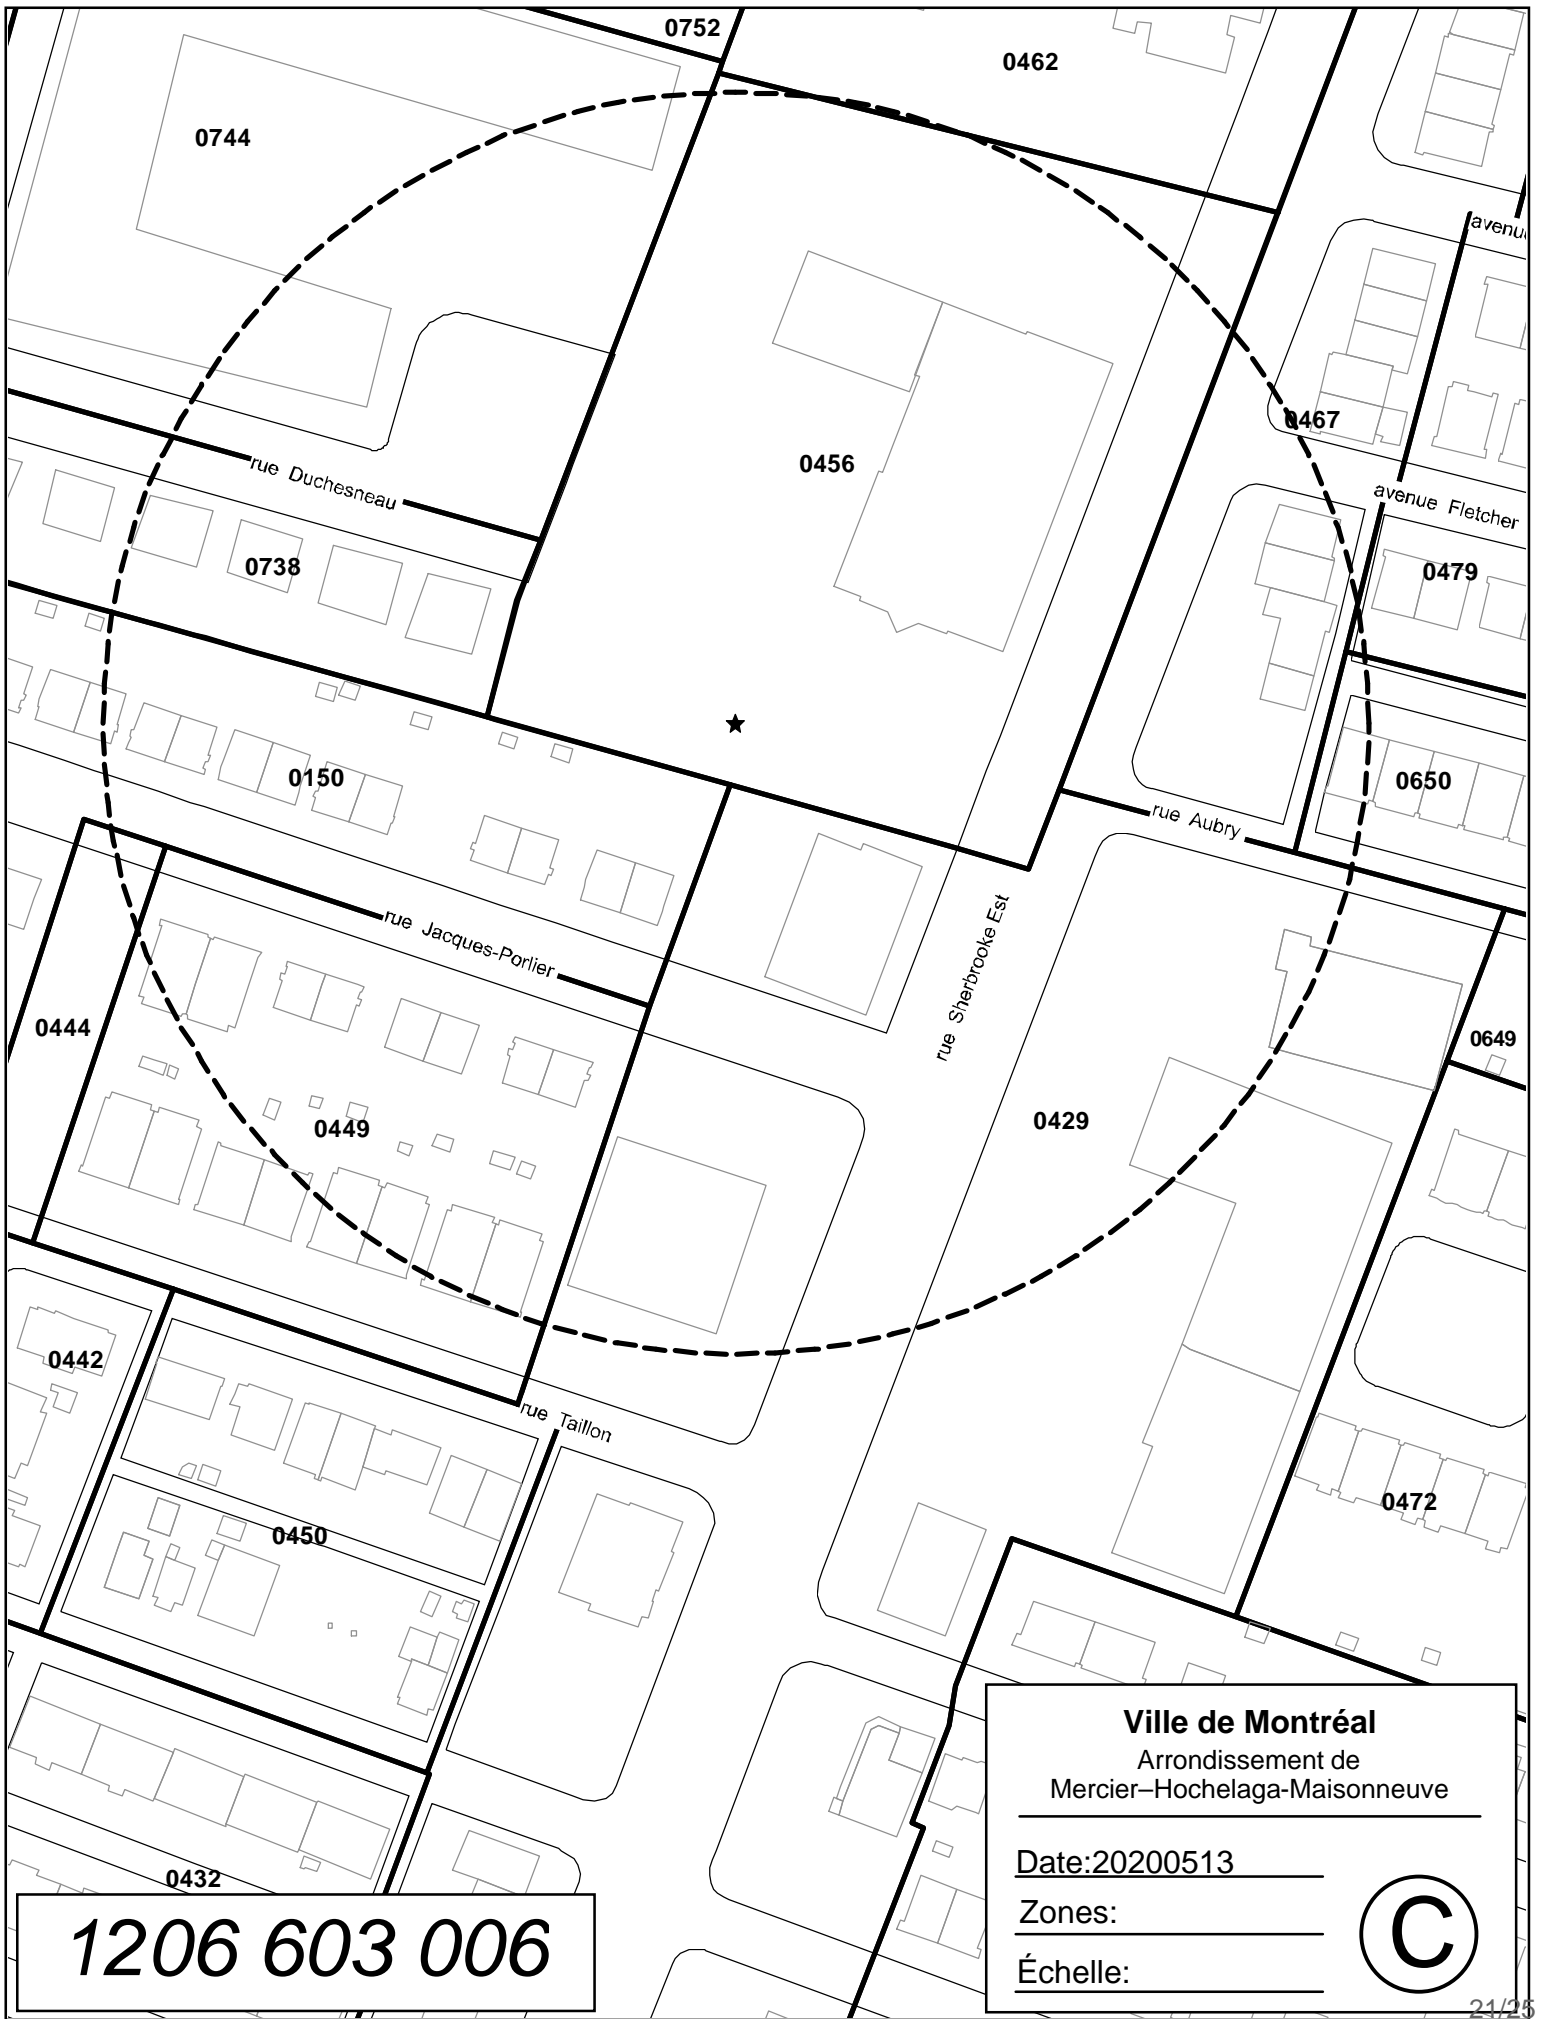 0752
0462
0744
avenu
0467
0456
rue Duchesneau
avenue Fletcher
0738
0479
0150
0650
rue Aubry
rue Jacques-Porlier
rue Sherbrooke Est
0444
0649
0449
0429
0442
rue Taillon
0472
0450
0432
Ville de Montréal
Arrondissement de
Mercier–Hochelaga-Maisonneuve
Date:20200513
Zones:
Échelle:
C
1206 603 006
21/25